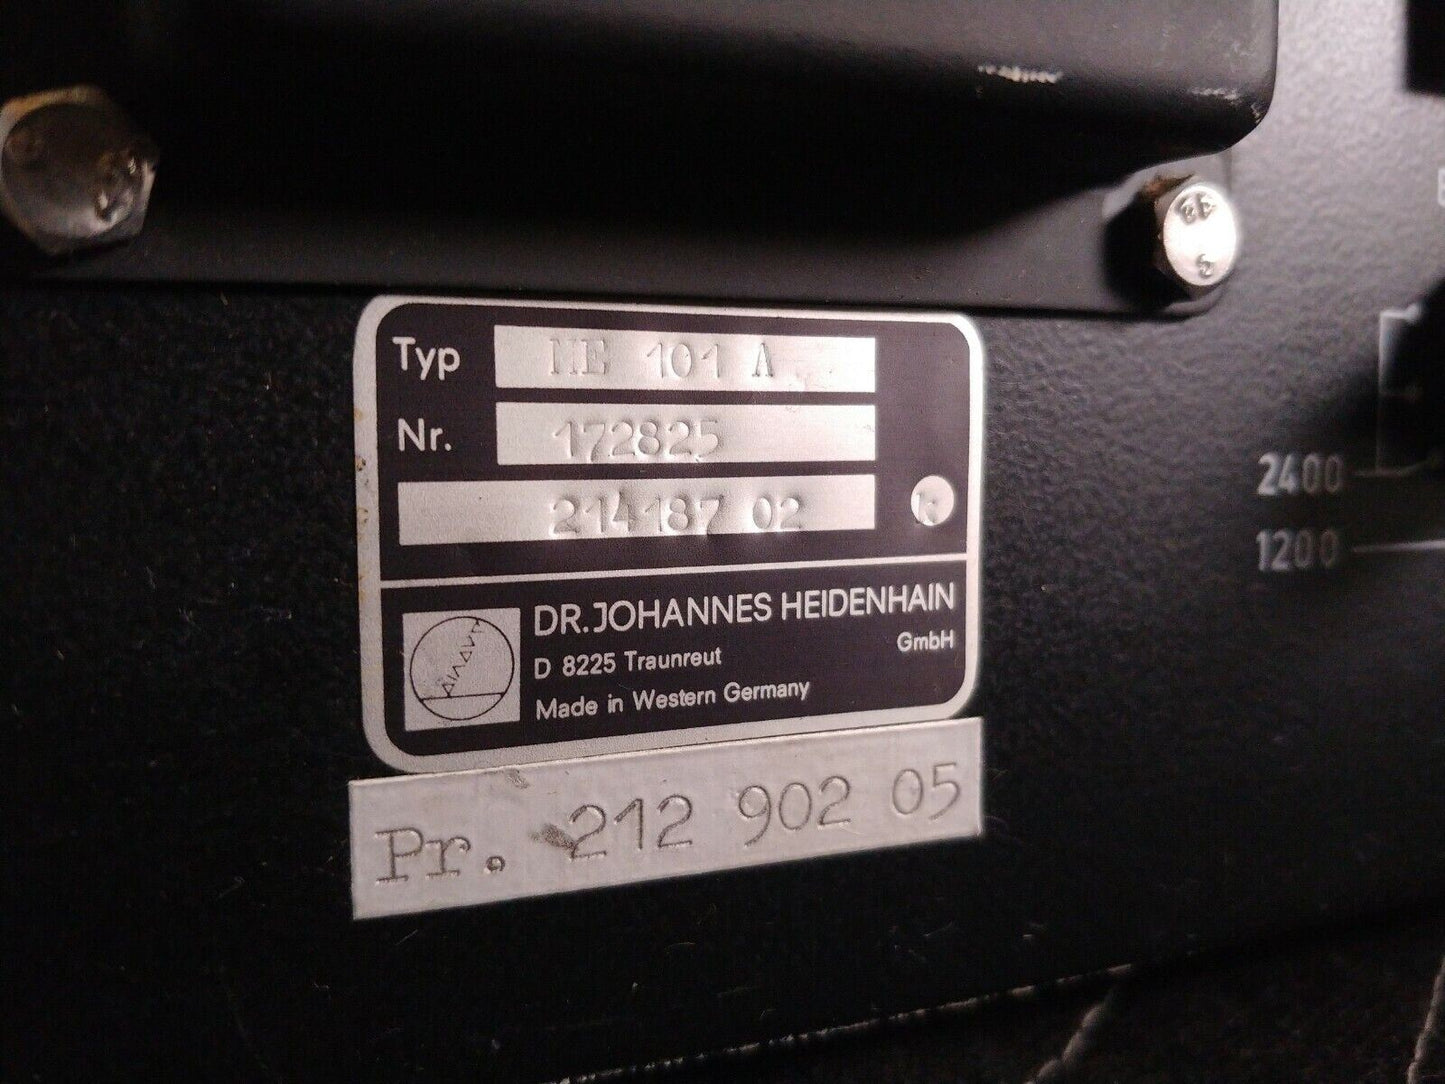 Typ ME 101 A
Nr. 172825
214187 02 k
DR. JOHANNES HEIDENHAIN
GmbH
D 8225 Traunreut
Made in Western Germany
Pr. 212 902 05
2400
1200